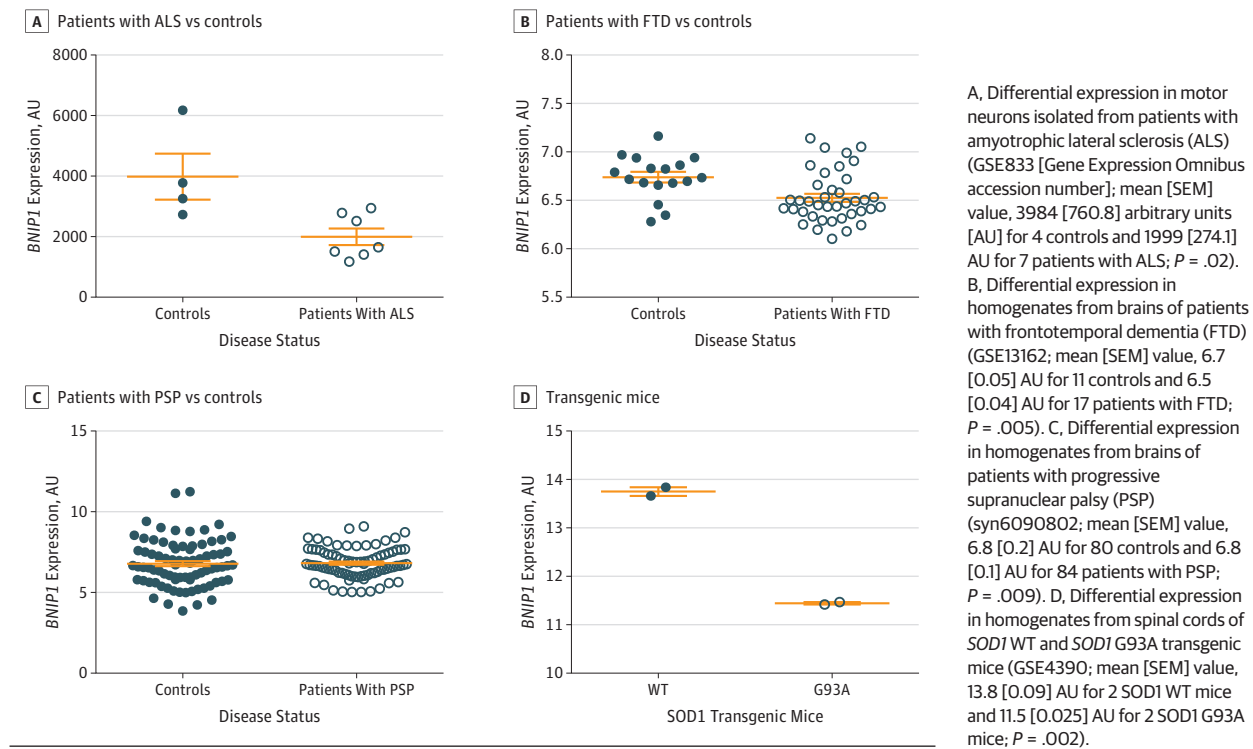 A Patients with ALS vs controls
8000
6000
4000
2000
0
BNIP1 Expression, AU
Controls
Patients With ALS
Disease Status
B Patients with FTD vs controls
8.0
7.5
7.0
6.5
6.0
5.5
BNIP1 Expression, AU
Controls
Patients With FTD
Disease Status
C Patients with PSP vs controls
15
10
5
0
BNIP1 Expression, AU
Controls
Patients With PSP
Disease Status
D Transgenic mice
15
14
13
12
11
10
BNIP1 Expression, AU
WT
G93A
SOD1 Transgenic Mice
A, Differential expression in motor
neurons isolated from patients with
amyotrophic lateral sclerosis (ALS)
(GSE833 [Gene Expression Omnibus
accession number]; mean [SEM]
value, 3984 [760.8] arbitrary units
[AU] for 4 controls and 1999 [274.1]
AU for 7 patients with ALS; P = .02).
B, Differential expression in
homogenates from brains of patients
with frontotemporal dementia (FTD)
(GSE13162; mean [SEM] value, 6.7
[0.05] AU for 11 controls and 6.5
[0.04] AU for 17 patients with FTD;
P = .005). C, Differential expression
in homogenates from brains of
patients with progressive
supranuclear palsy (PSP)
(syn6090802; mean [SEM] value,
6.8 [0.2] AU for 80 controls and 6.8
[0.1] AU for 84 patients with PSP;
P = .009). D, Differential expression
in homogenates from spinal cords of
SOD1 WT and SOD1 G93A transgenic
mice (GSE4390; mean [SEM] value,
13.8 [0.09] AU for 2 SOD1 WT mice
and 11.5 [0.025] AU for 2 SOD1 G93A
mice; P = .002).